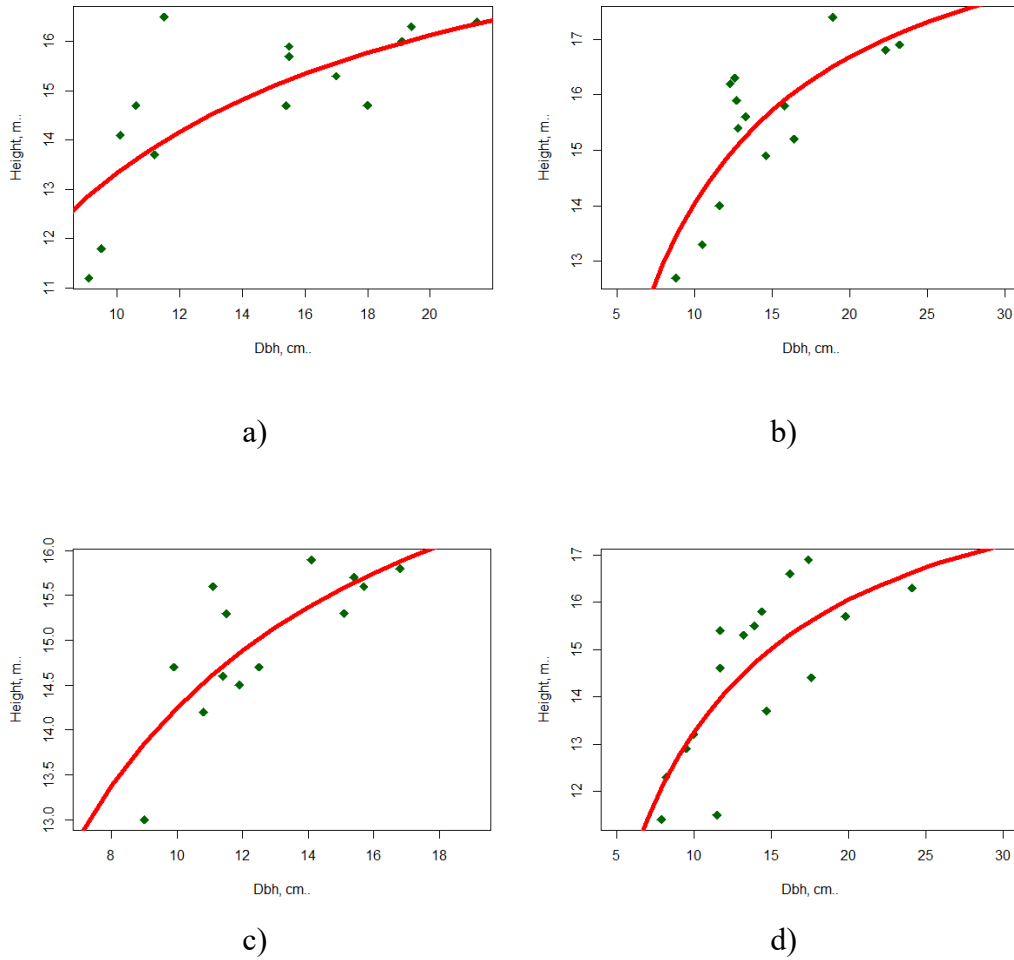 Height, m..
11 12 13 14 15 16
10 12 14 16 18 20
Dbh, cm..
a)
Height, m..
13 14 15 16 17
5 10 15 20 25 30
Dbh, cm..
b)
Height, m..
13.0 13.5 14.0 14.5 15.0 15.5 16.0
8 10 12 14 16 18
Dbh, cm..
c)
Height, m..
12 13 14 15 16 17
5 10 15 20 25 30
Dbh, cm..
d)